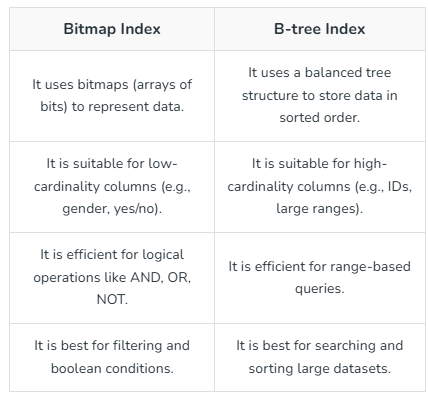 Bitmap Index
B-tree Index
It uses bitmaps (arrays of
bits) to represent data.
It uses a balanced tree
structure to store data in
sorted order.
It is suitable for low-
cardinality columns (e.g.,
gender, yes/no).
It is suitable for high-
cardinality columns (e.g., IDs,
large ranges).
It is efficient for logical
operations like AND, OR,
NOT.
It is efficient for range-based
queries.
It is best for filtering and
boolean conditions.
It is best for searching and
sorting large datasets.